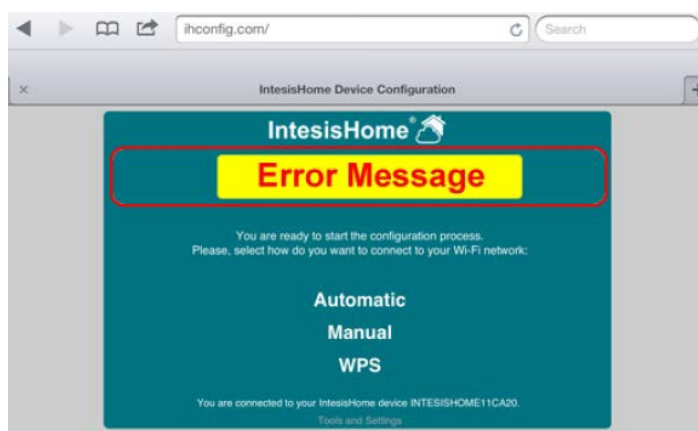 ihconfig.com/
Search
IntesisHome Device Configuration
IntesisHome®
Error Message
You are ready to start the configuration process.
Please, select how do you want to connect to your Wi-Fi network:
Automatic
Manual
WPS
You are connected to your IntesisHome device INTESISHOME11CA20.
Tools and Settings